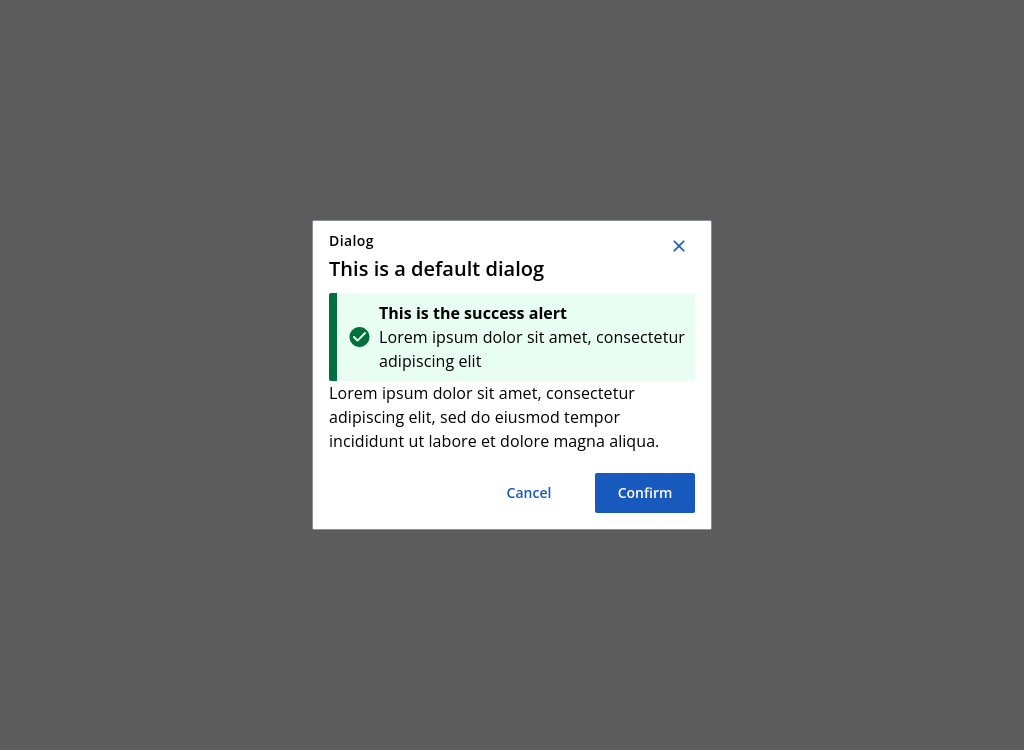 Dialog
This is a default dialog
This is the success alert
Lorem ipsum dolor sit amet, consectetur
adipiscing elit
Lorem ipsum dolor sit amet, consectetur
adipiscing elit, sed do eiusmod tempor
incididunt ut labore et dolore magna aliqua.
Cancel
Confirm